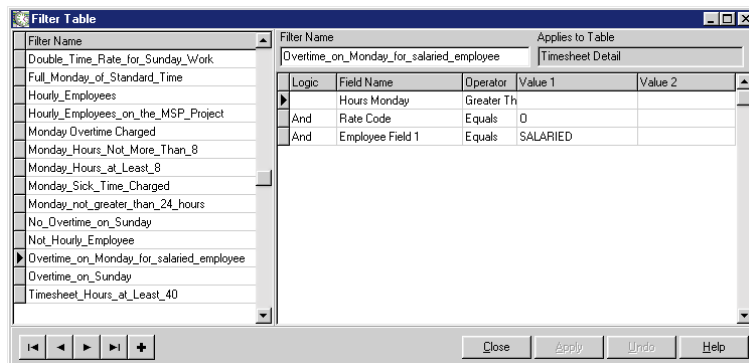 Filter Table
Filter Name
Double_Time_Rate_for_Sunday_Work
Full_Monday_of_Standard_Time
Hourly_Employees
Hourly_Employees_on_the_MSP_Project
Monday Overtime Charged
Monday_Hours_Not_More_Than_8
Monday_Hours_at_Least_8
Monday_Sick_Time_Charged
Monday_not_greater_than_24_hours
No_Overtime_on_Sunday
Not_Hourly_Employee
Overtime_on_Monday_for_salaried_employee
Overtime_on_Sunday
Timesheet_Hours_at_Least_40
Filter Name Applies to Table
Overtime_on_Monday_for_salaried_employee Timesheet Detail
Logic Field Name Operator Value 1 Value 2
Hours Monday Greater Th
And Rate Code Equals O
And Employee Field 1 Equals SALARIED
Close Apply Undo Help